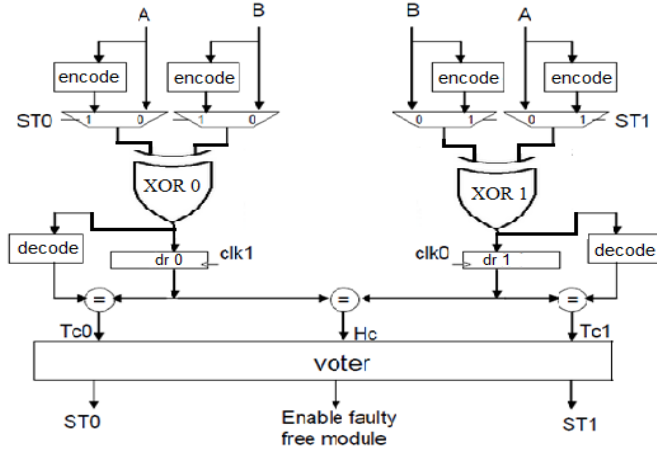 A B B A
encode encode encode encode
ST0 1 0 1 0 0 1 0 1 ST1
XOR 0 XOR 1
decode dr 0 clk1 clk0 dr 1 decode
= = =
Tc0 Hc Tc1
voter
ST0 Enable faulty ST1
free module